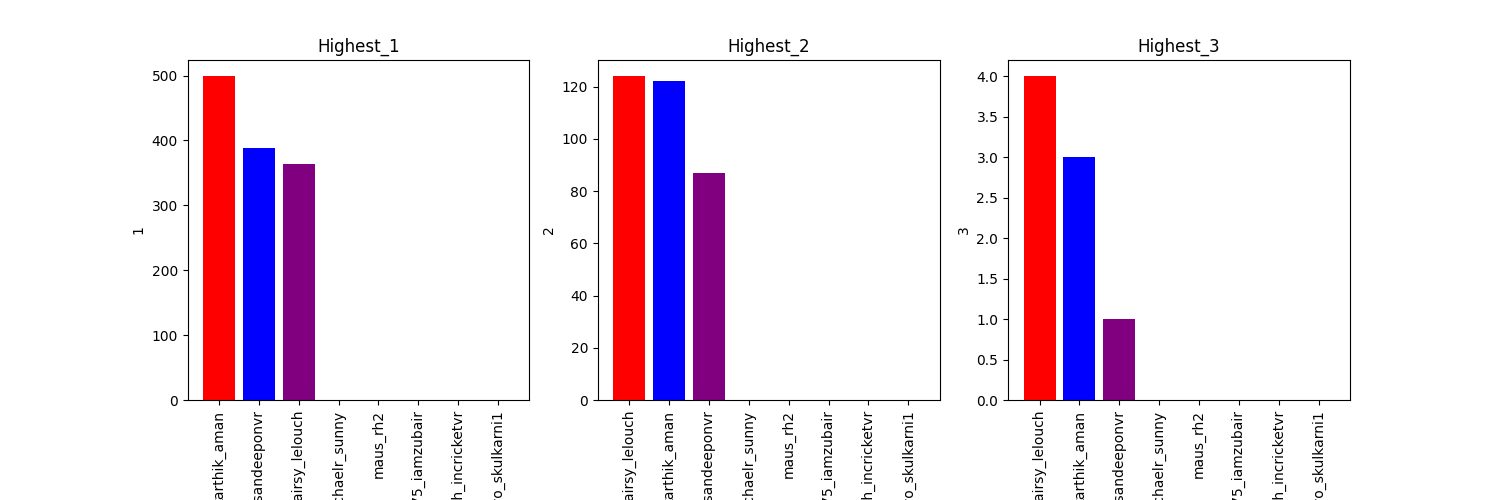 Highest_1
500
400
300
200
100
0
1
arthik_aman
sandeeponvr
airsy_lelouch
chaelr_sunny
maus_rh2
75_iamzubair
h_incricketvr
ro_skulkarni1
Highest_2
120
100
80
60
40
20
0
2
airsy_lelouch
arthik_aman
sandeeponvr
chaelr_sunny
maus_rh2
75_iamzubair
h_incricketvr
ro_skulkarni1
Highest_3
4.0
3.5
3.0
2.5
2.0
1.5
1.0
0.5
0.0
3
airsy_lelouch
arthik_aman
sandeeponvr
chaelr_sunny
maus_rh2
75_iamzubair
h_incricketvr
ro_skulkarni1